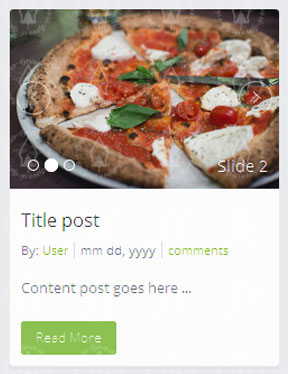 Slide 2
Title post
By: User mm dd, yyyy comments
Content post goes here ...
Read More